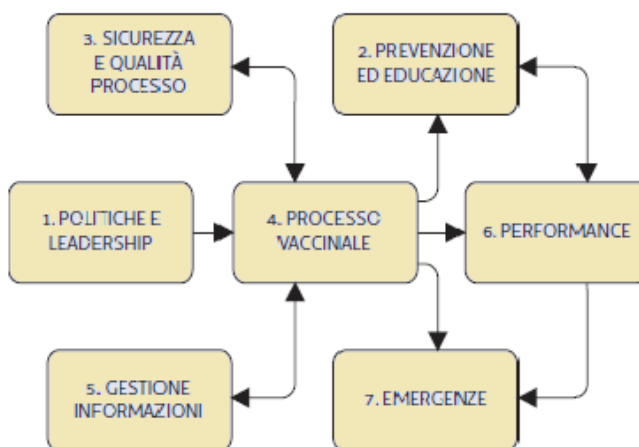 3. SICUREZZA
E QUALITÀ
PROCESSO
2. PREVENZIONE
ED EDUCAZIONE
1. POLITICHE E
LEADERSHIP
4. PROCESSO
VACCINALE
6. PERFORMANCE
5. GESTIONE
INFORMAZIONI
7. EMERGENZE